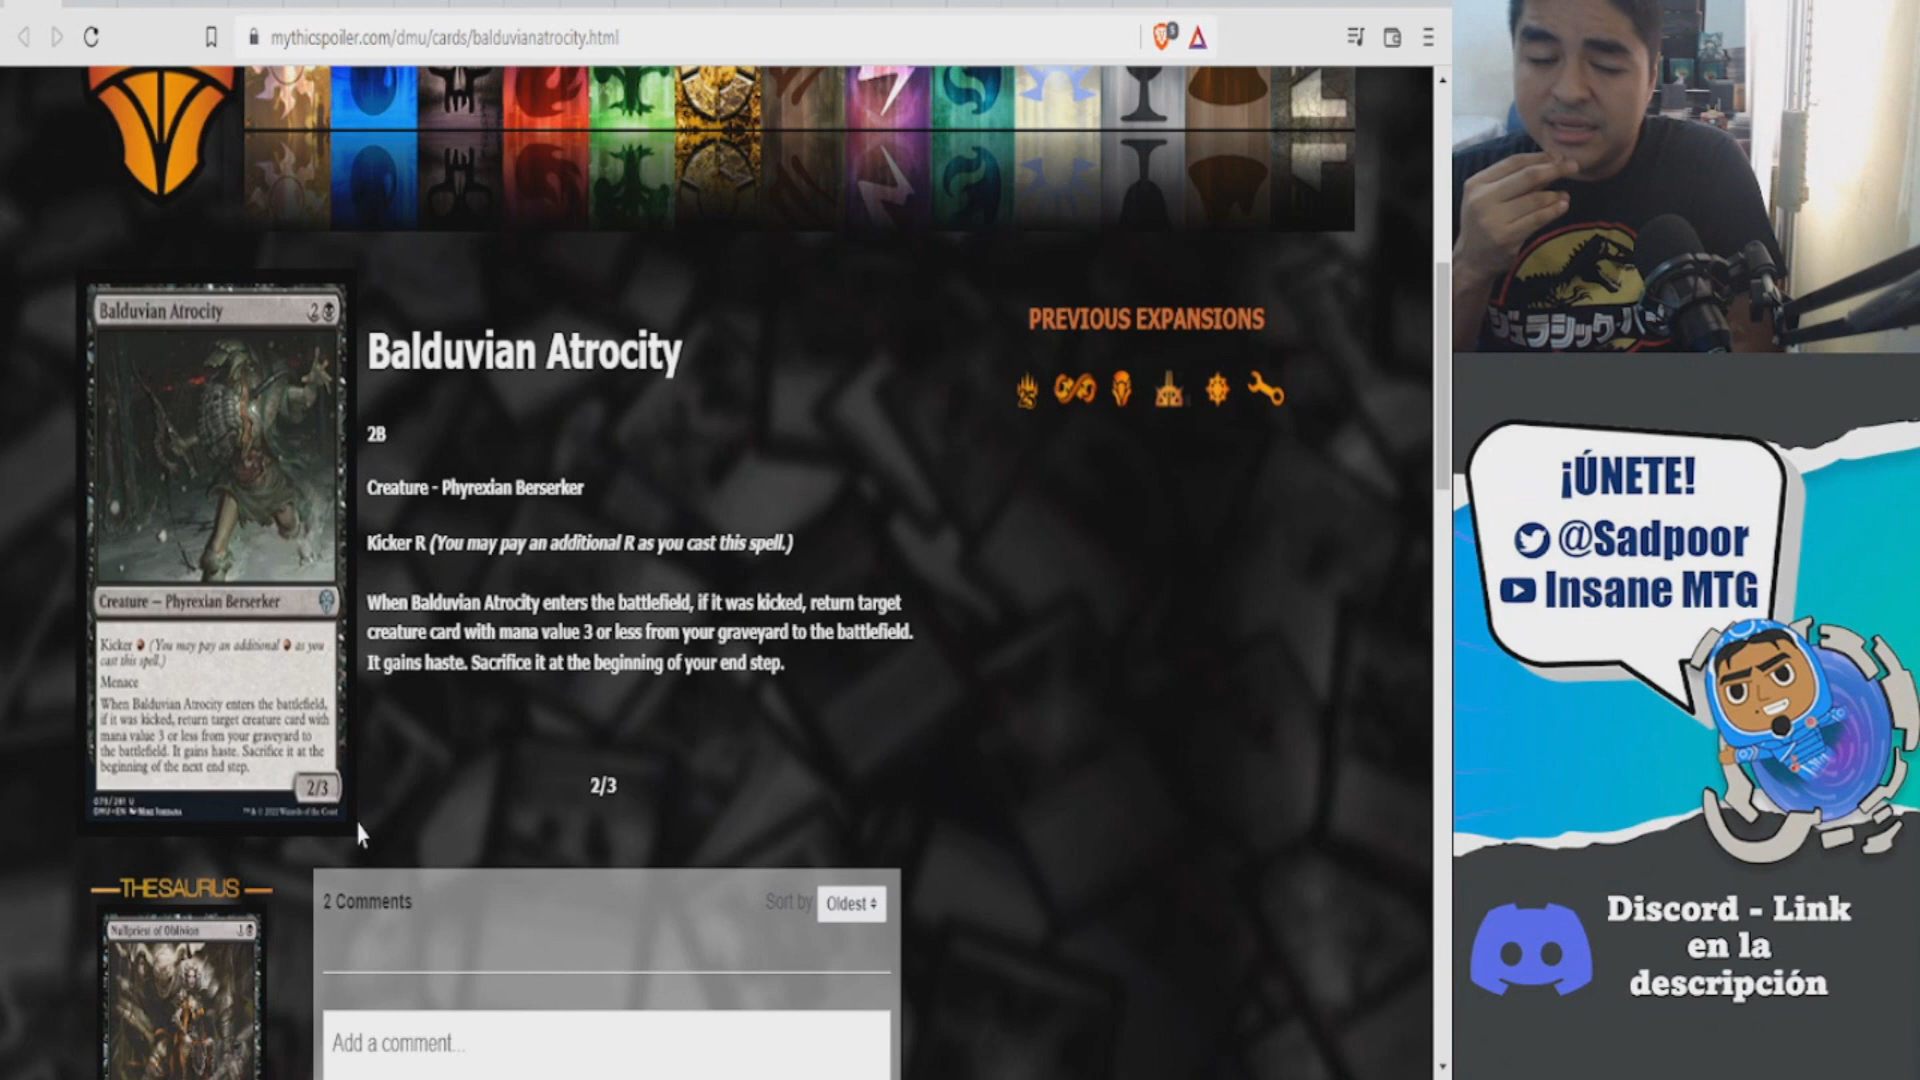 mythicspoiler.com/dmu/cards/balduvianatrocity.html
5
Balduvian Atrocity 2
Creature — Phyrexian Berserker
Kicker (You may pay an additional as you
cast this spell.)
Menace
When Balduvian Atrocity enters the battlefield,
if it was kicked, return target creature card with
mana value 3 or less from your graveyard to
the battlefield. It gains haste. Sacrifice it at the
beginning of the next end step.
2/3
Balduvian Atrocity
2B
Creature - Phyrexian Berserker
Kicker R (You may pay an additional R as you cast this spell.)
When Balduvian Atrocity enters the battlefield, if it was kicked, return target
creature card with mana value 3 or less from your graveyard to the battlefield.
It gains haste. Sacrifice it at the beginning of your end step.
2/3
PREVIOUS EXPANSIONS
THESAURUS
Nullpriest of Oblivion 1
2 Comments
Sort by Oldest
Add a comment...
¡ÚNETE!
@Sadpoor
Insane MTG
Discord - Link
en la
descripción